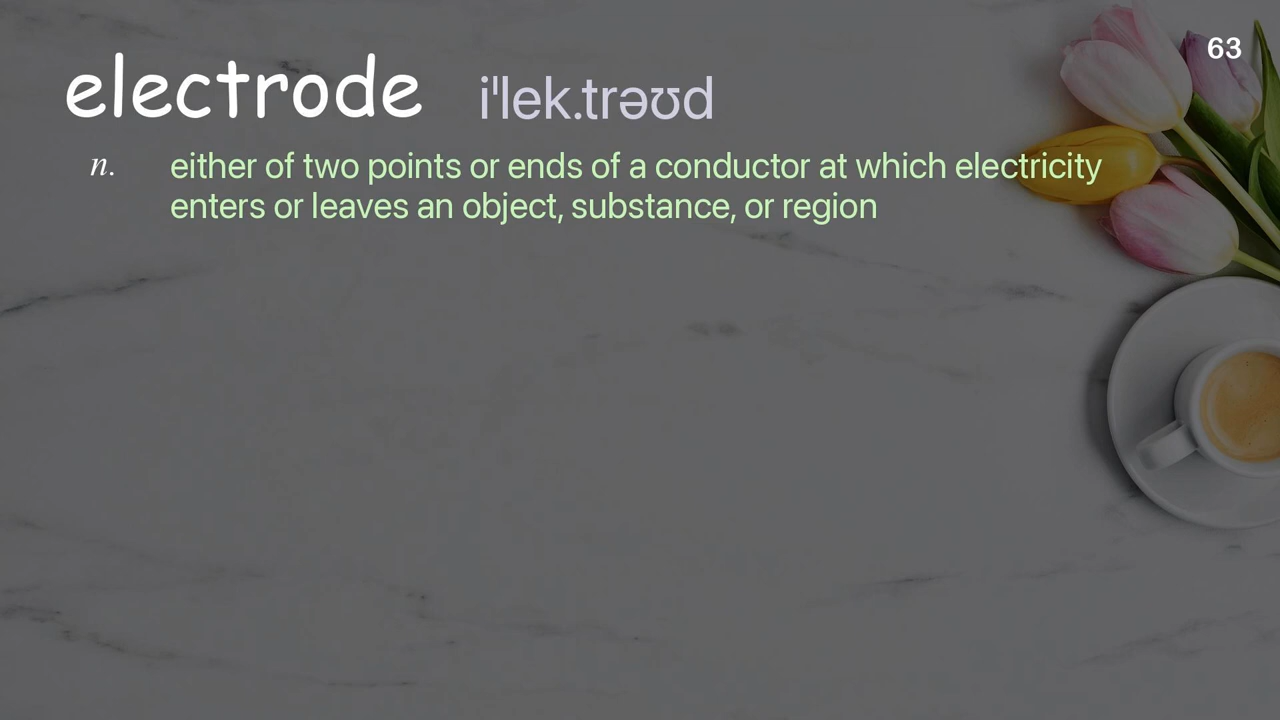 63
electrode iˈlek.trəʊd
n. either of two points or ends of a conductor at which electricity
enters or leaves an object, substance, or region